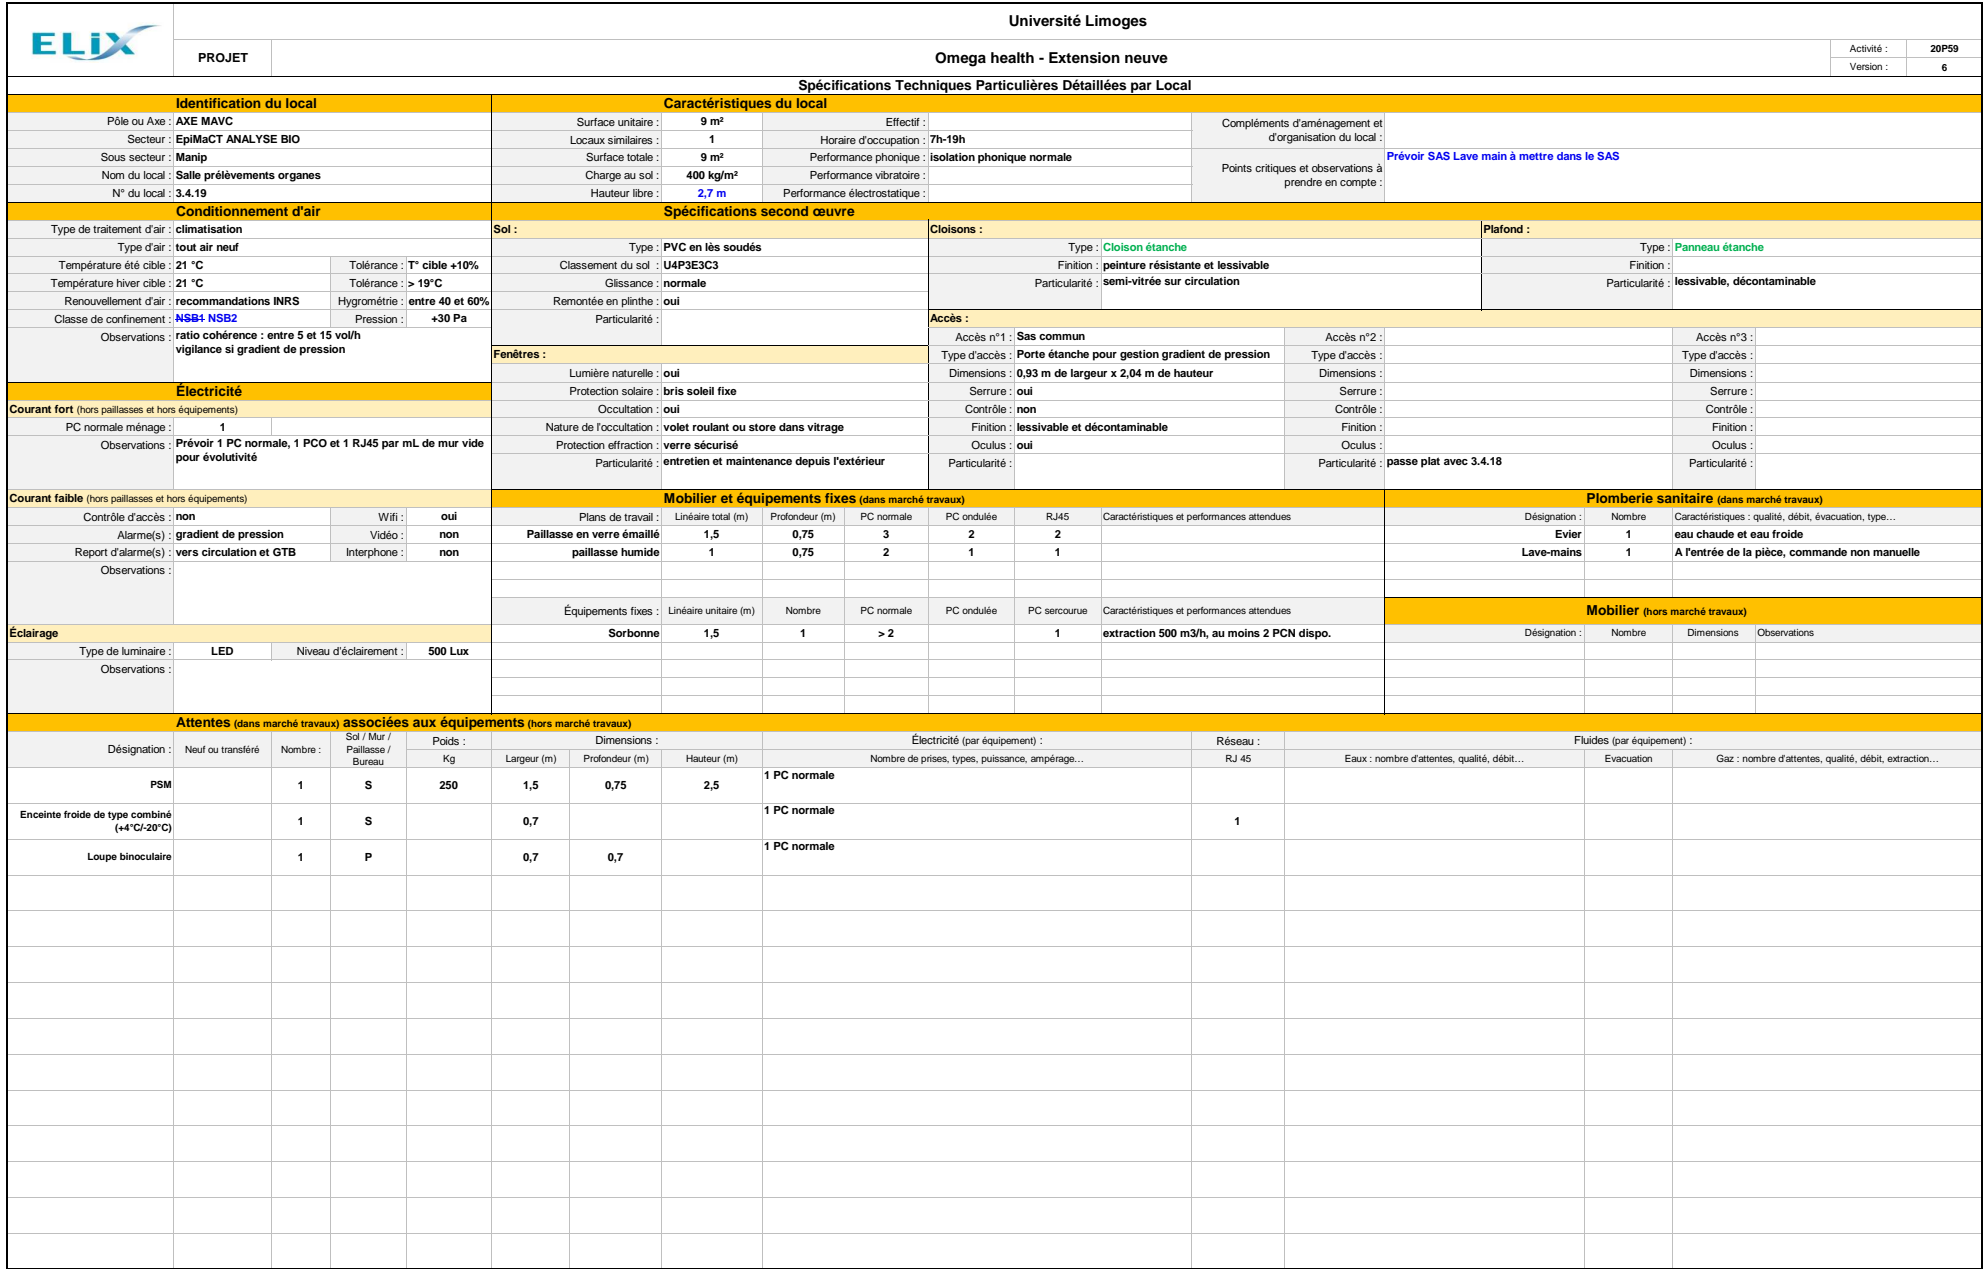 ELiX
Université Limoges
PROJET
Omega health - Extension neuve
Activité : 20P59
Version : 6
Spécifications Techniques Particulières Détaillées par Local
Identification du local
Pôle ou Axe : AXE MAVC
Secteur : EpiMaCT ANALYSE BIO
Sous secteur : Manip
Nom du local : Salle prélèvements organes
N° du local : 3.4.19
Caractéristiques du local
Surface unitaire : 9 m²
Locaux similaires : 1
Surface totale : 9 m²
Charge au sol : 400 kg/m²
Hauteur libre : 2,7 m
Effectif :
Horaire d'occupation : 7h-19h
Performance phonique : isolation phonique normale
Performance vibratoire :
Performance électrostatique :
Compléments d'aménagement et
d'organisation du local :
Points critiques et observations à
prendre en compte :
Prévoir SAS Lave main à mettre dans le SAS
Conditionnement d'air
Type de traitement d'air : climatisation
Type d'air : tout air neuf
Température été cible : 21 °C Tolérance : T° cible +10%
Température hiver cible : 21 °C Tolérance : > 19°C
Renouvellement d'air : recommandations INRS Hygrométrie : entre 40 et 60%
Classe de confinement : NSB1 NSB2 Pression : +30 Pa
Observations : ratio cohérence : entre 5 et 15 vol/h
vigilance si gradient de pression
Électricité
Courant fort (hors paillasses et hors équipements)
PC normale ménage : 1
Observations : Prévoir 1 PC normale, 1 PCO et 1 RJ45 par mL de mur vide
pour évolutivité
Courant faible (hors paillasses et hors équipements)
Contrôle d'accès : non Wifi : oui
Alarme(s) : gradient de pression Vidéo : non
Report d'alarme(s) : vers circulation et GTB Interphone : non
Observations :
Éclairage
Type de luminaire : LED Niveau d'éclairement : 500 Lux
Observations :
Spécifications second œuvre
Sol :
Type : PVC en lès soudés
Classement du sol : U4P3E3C3
Glissance : normale
Remontée en plinthe : oui
Particularité :
Fenêtres :
Lumière naturelle : oui
Protection solaire : bris soleil fixe
Occultation : oui
Nature de l'occultation : volet roulant ou store dans vitrage
Protection effraction : verre sécurisé
Particularité : entretien et maintenance depuis l'extérieur
Cloisons :
Type : Cloison étanche
Finition : peinture résistante et lessivable
Particularité : semi-vitrée sur circulation
Plafond :
Type : Panneau étanche
Finition :
Particularité : lessivable, décontaminable
Accès :
Accès n°1 : Sas commun
Type d'accès : Porte étanche pour gestion gradient de pression
Dimensions : 0,93 m de largeur x 2,04 m de hauteur
Serrure : oui
Contrôle : non
Finition : lessivable et décontaminable
Oculus : oui
Particularité :
Accès n°2 :
Type d'accès :
Dimensions :
Serrure :
Contrôle :
Finition :
Oculus :
Particularité : passe plat avec 3.4.18
Accès n°3 :
Type d'accès :
Dimensions :
Serrure :
Contrôle :
Finition :
Oculus :
Particularité :
Mobilier et équipements fixes (dans marché travaux)
Plans de travail : Linéaire total (m) Profondeur (m) PC normale PC ondulée RJ45 Caractéristiques et performances attendues
Paillasse en verre émaillé 1,5 0,75 3 2 2
paillasse humide 1 0,75 2 1 1
Équipements fixes : Linéaire unitaire (m) Nombre PC normale PC ondulée PC sercourue Caractéristiques et performances attendues
Sorbonne 1,5 1 > 2 1 extraction 500 m3/h, au moins 2 PCN dispo.
Plomberie sanitaire (dans marché travaux)
Désignation : Nombre Caractéristiques : qualité, débit, évacuation, type…
Evier 1 eau chaude et eau froide
Lave-mains 1 A l'entrée de la pièce, commande non manuelle
Mobilier (hors marché travaux)
Désignation : Nombre Dimensions Observations
Attentes (dans marché travaux) associées aux équipements (hors marché travaux)
Désignation : Neuf ou transféré Nombre : Sol / Mur /
Paillasse /
Bureau
Poids : Dimensions : Électricité (par équipement) : Réseau : Fluides (par équipement) :
Kg Largeur (m) Profondeur (m) Hauteur (m) Nombre de prises, types, puissance, ampérage… RJ 45 Eaux : nombre d'attentes, qualité, débit… Evacuation Gaz : nombre d'attentes, qualité, débit, extraction…
PSM 1 S 250 1,5 0,75 2,5 1 PC normale
Enceinte froide de type combiné
(+4°C/-20°C) 1 S 0,7 1 PC normale 1
Loupe binoculaire 1 P 0,7 0,7 1 PC normale